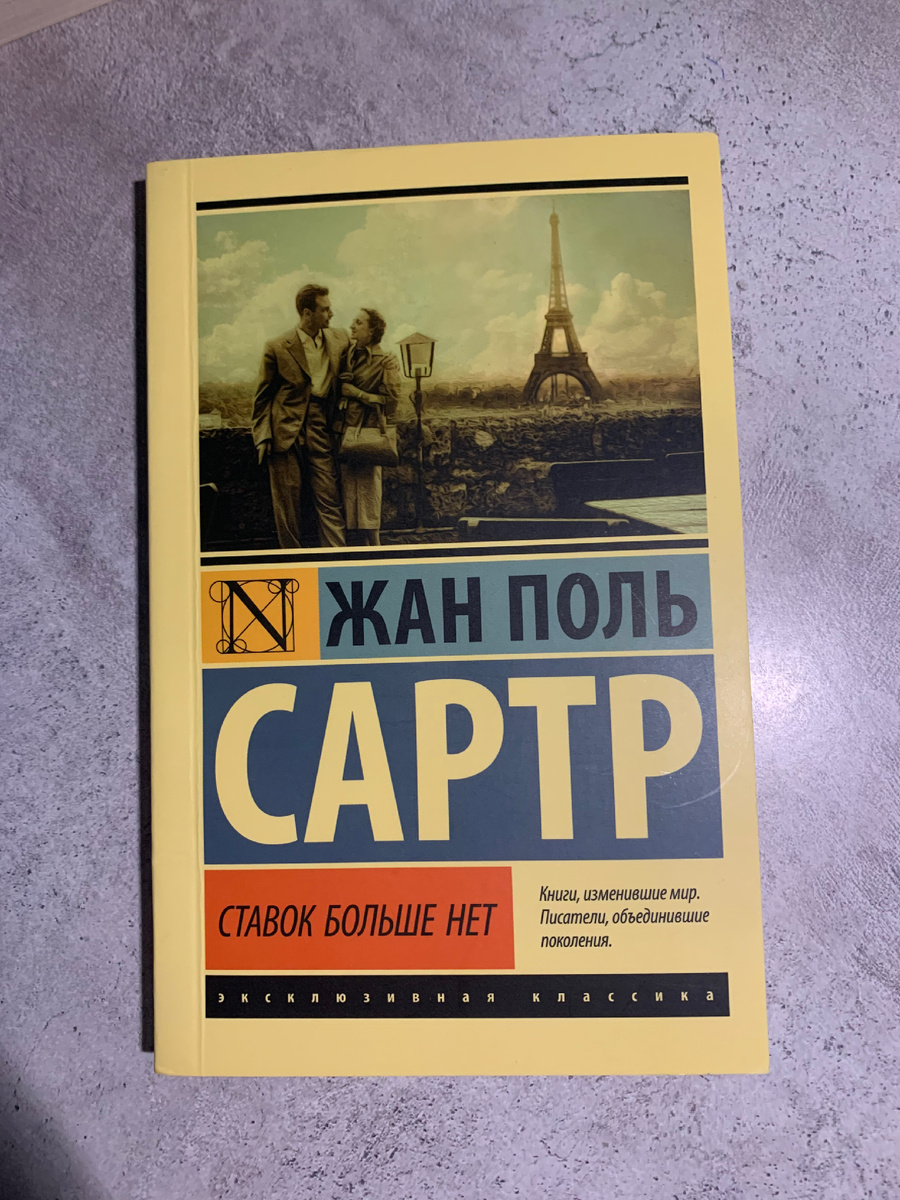 N ЖАН ПОЛЬ
САРТР
СТАВОК БОЛЬШЕ НЕТ
Книги, изменившие мир.
Писатели, объединившие
поколения.
эксклюзивная классика